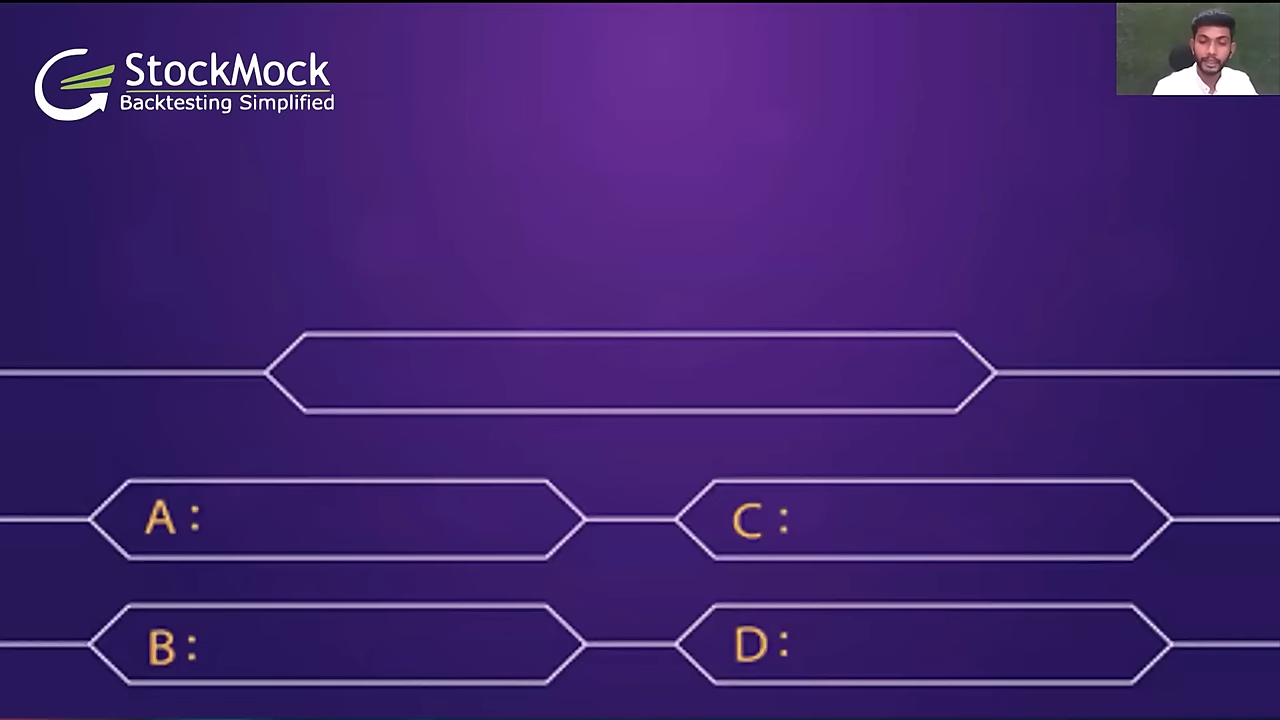 StockMock
Backtesting Simplified
A :
C :
B :
D :